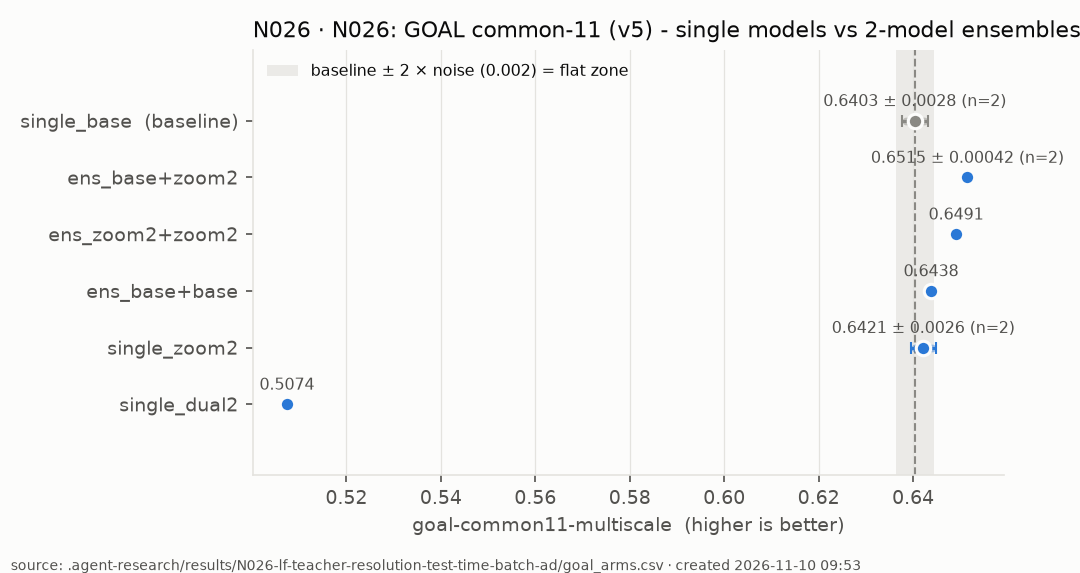 N026 · N026: GOAL common-11 (v5) - single models vs 2-model ensembles
baseline ± 2 × noise (0.002) = flat zone
single_base (baseline)
0.6403 ± 0.0028 (n=2)
ens_base+zoom2
0.6515 ± 0.00042 (n=2)
ens_zoom2+zoom2
0.6491
ens_base+base
0.6438
single_zoom2
0.6421 ± 0.0026 (n=2)
single_dual2
0.5074
0.52 0.54 0.56 0.58 0.60 0.62 0.64
goal-common11-multiscale (higher is better)
source: .agent-research/results/N026-lf-teacher-resolution-test-time-batch-ad/goal_arms.csv · created 2026-11-10 09:53